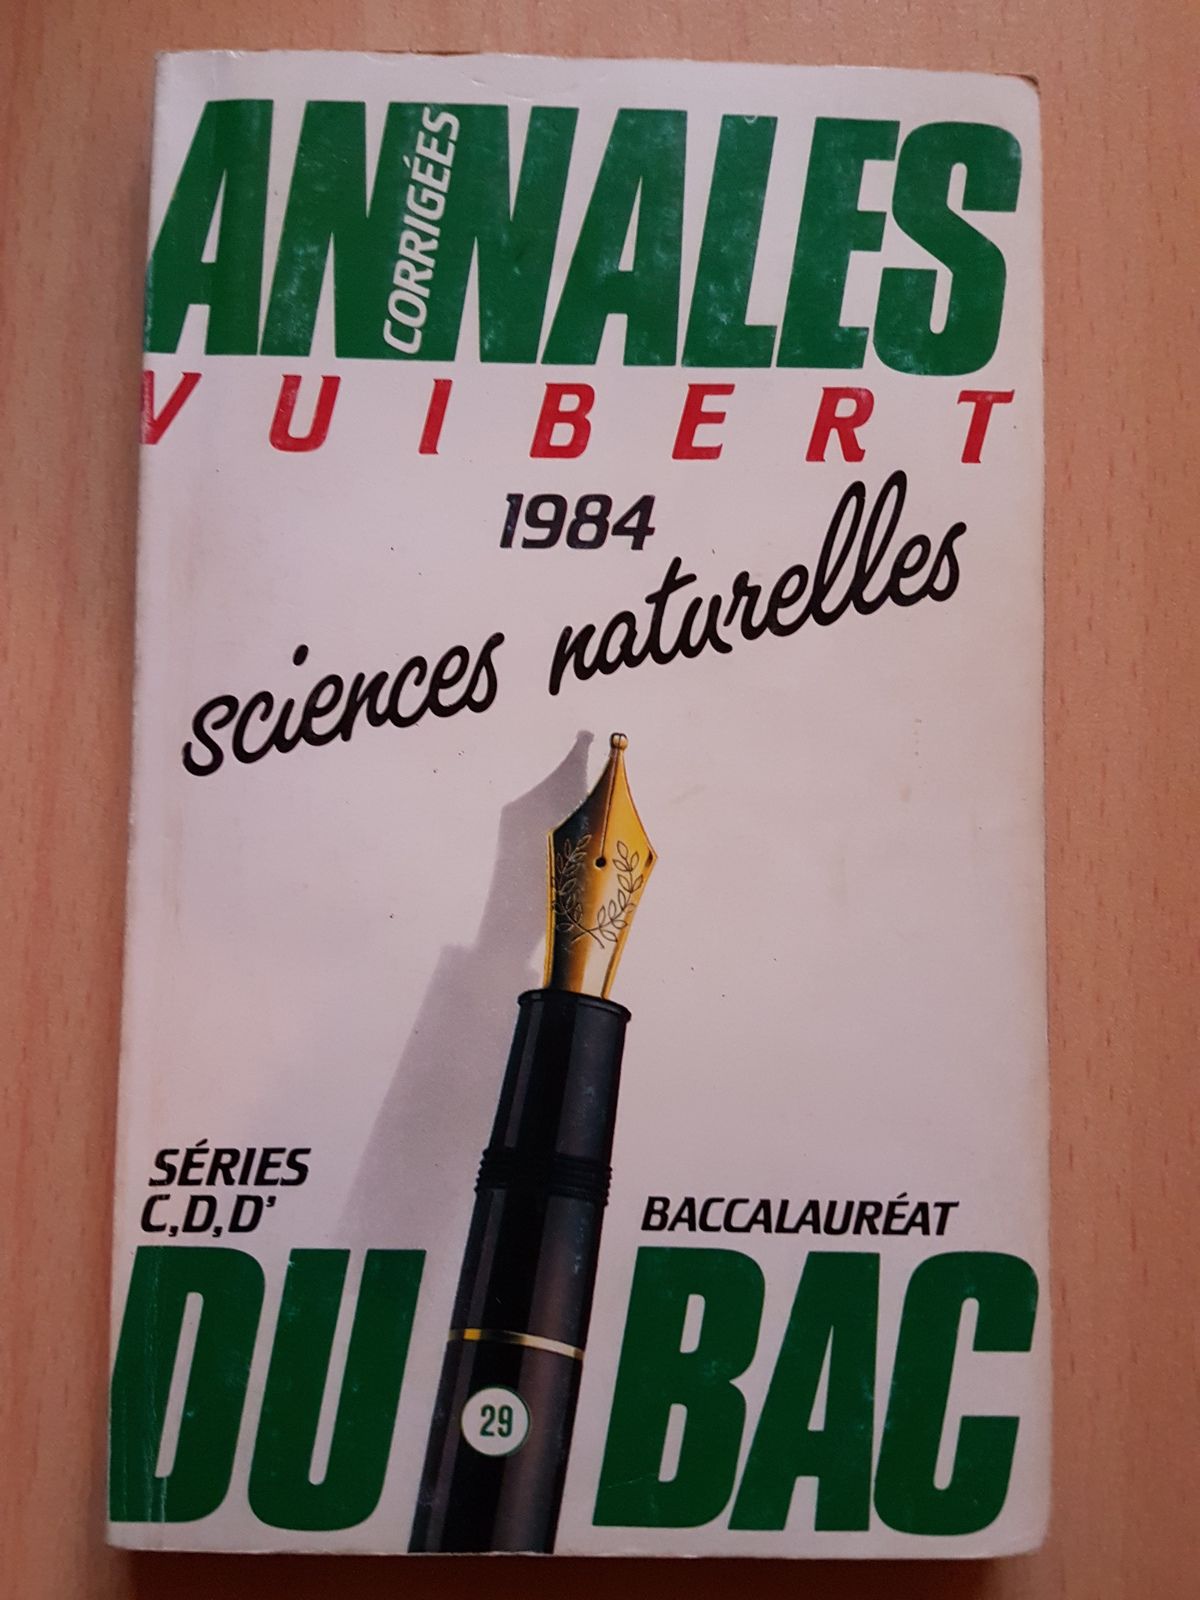 ANNALES
CORRIGÉES
VUIBERT
1984
sciences naturelles
SÉRIES
C,D,D'
BACCALAURÉAT
DU BAC
29